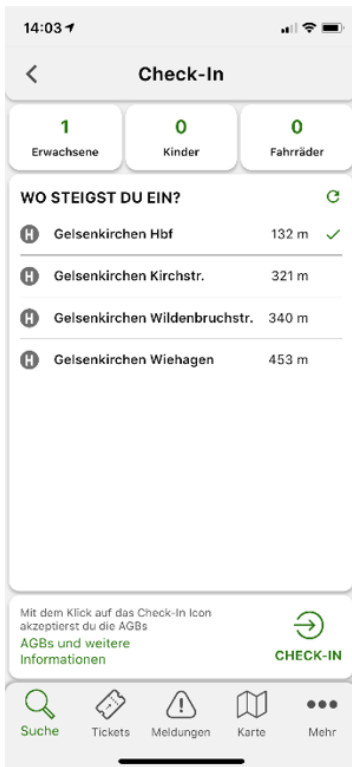 14:03
Check-In
1 0 0
Erwachsene Kinder Fahrräder
WO STEIGST DU EIN?
H Gelsenkirchen Hbf 132 m
H Gelsenkirchen Kirchstr. 321 m
H Gelsenkirchen Wildenbruchstr. 340 m
H Gelsenkirchen Wiehagen 453 m
Mit dem Klick auf das Check-In Icon
akzeptierst du die AGBs
AGBs und weitere
Informationen
CHECK-IN
Suche Tickets Meldungen Karte Mehr